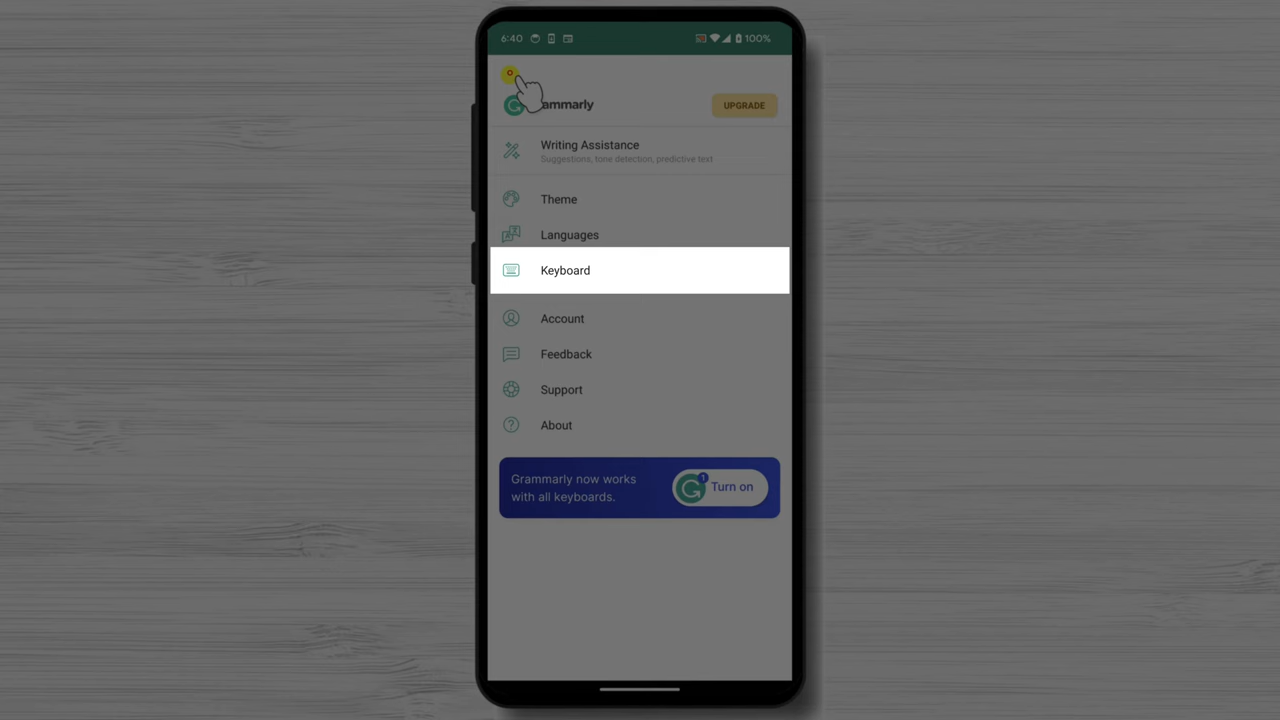 6:40 100%
ammarly UPGRADE
Writing Assistance
Suggestions, tone detection, predictive text
Theme
Languages
Keyboard
Account
Feedback
Support
About
Grammarly now works
with all keyboards.
1
Turn on